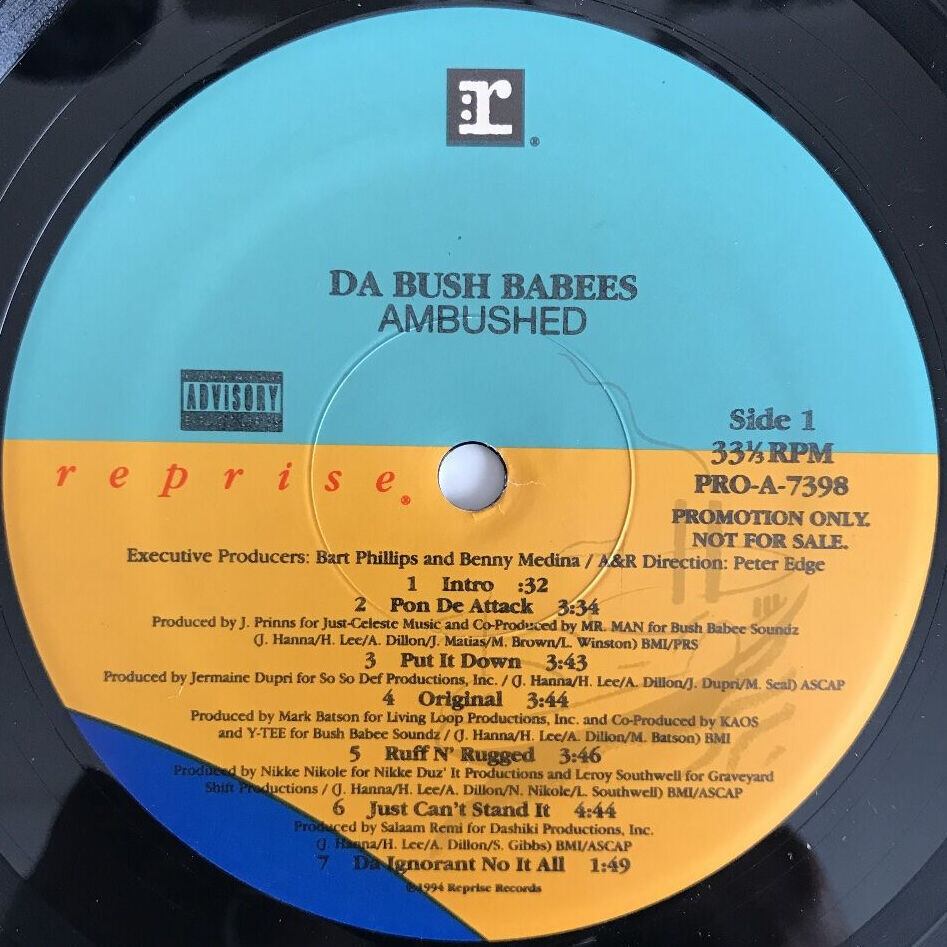 r®
DA BUSH BABEES
AMBUSHED
ADVISORY
Side 1
33⅓ RPM
reprise®
PRO-A-7398
PROMOTION ONLY.
NOT FOR SALE.
Executive Producers: Bart Phillips and Benny Medina / A&R Direction: Peter Edge
1 Intro :32
2 Pon De Attack 3:34
Produced by J. Prinns for Just-Celeste Music and Co-Produced by MR. MAN for Bush Babee Soundz
(J. Hanna/H. Lee/A. Dillon/J. Matias/M. Brown/L. Winston) BMI/PRS
3 Put It Down 3:43
Produced by Jermaine Dupri for So So Def Productions, Inc. / (J. Hanna/H. Lee/A. Dillon/J. Dupri/M. Seal) ASCAP
4 Original 3:44
Produced by Mark Batson for Living Loop Productions, Inc. and Co-Produced by KAOS
and Y-TEE for Bush Babee Soundz / (J. Hanna/H. Lee/A. Dillon/M. Batson) BMI
5 Ruff N' Rugged 3:46
Produced by Nikke Nikole for Nikke Duz' It Productions and Leroy Southwell for Graveyard
Shift Productions / (J. Hanna/H. Lee/A. Dillon/N. Nikole/L. Southwell) BMI/ASCAP
6 Just Can't Stand It 4:44
Produced by Salaam Remi for Dashiki Productions, Inc.
(J. Hanna/H. Lee/A. Dillon/S. Gibbs) BMI/ASCAP
7 Da Ignorant No It All 1:49
1994 Reprise Records